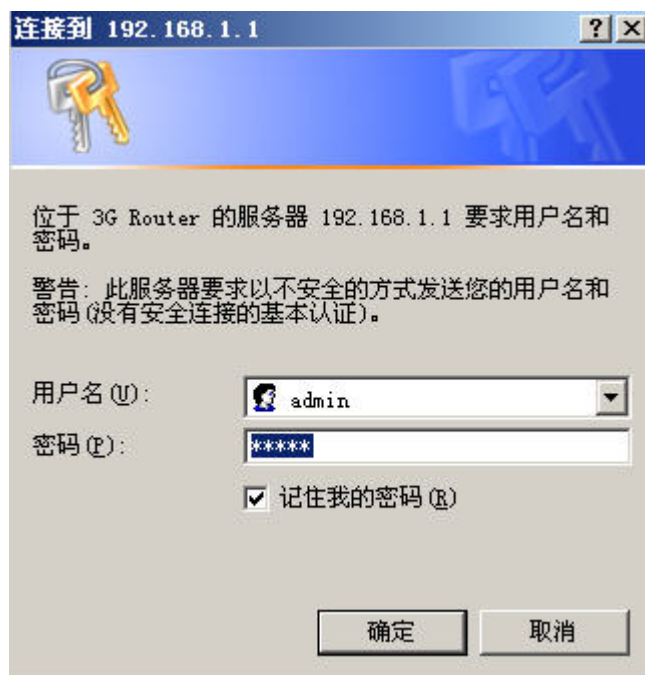 连接到 192.168.1.1
位于 3G Router 的服务器 192.168.1.1 要求用户名和
密码。
警告: 此服务器要求以不安全的方式发送您的用户名和
密码(没有安全连接的基本认证)。
用户名(U): admin
密码(P): *****
记住我的密码(R)
确定 取消